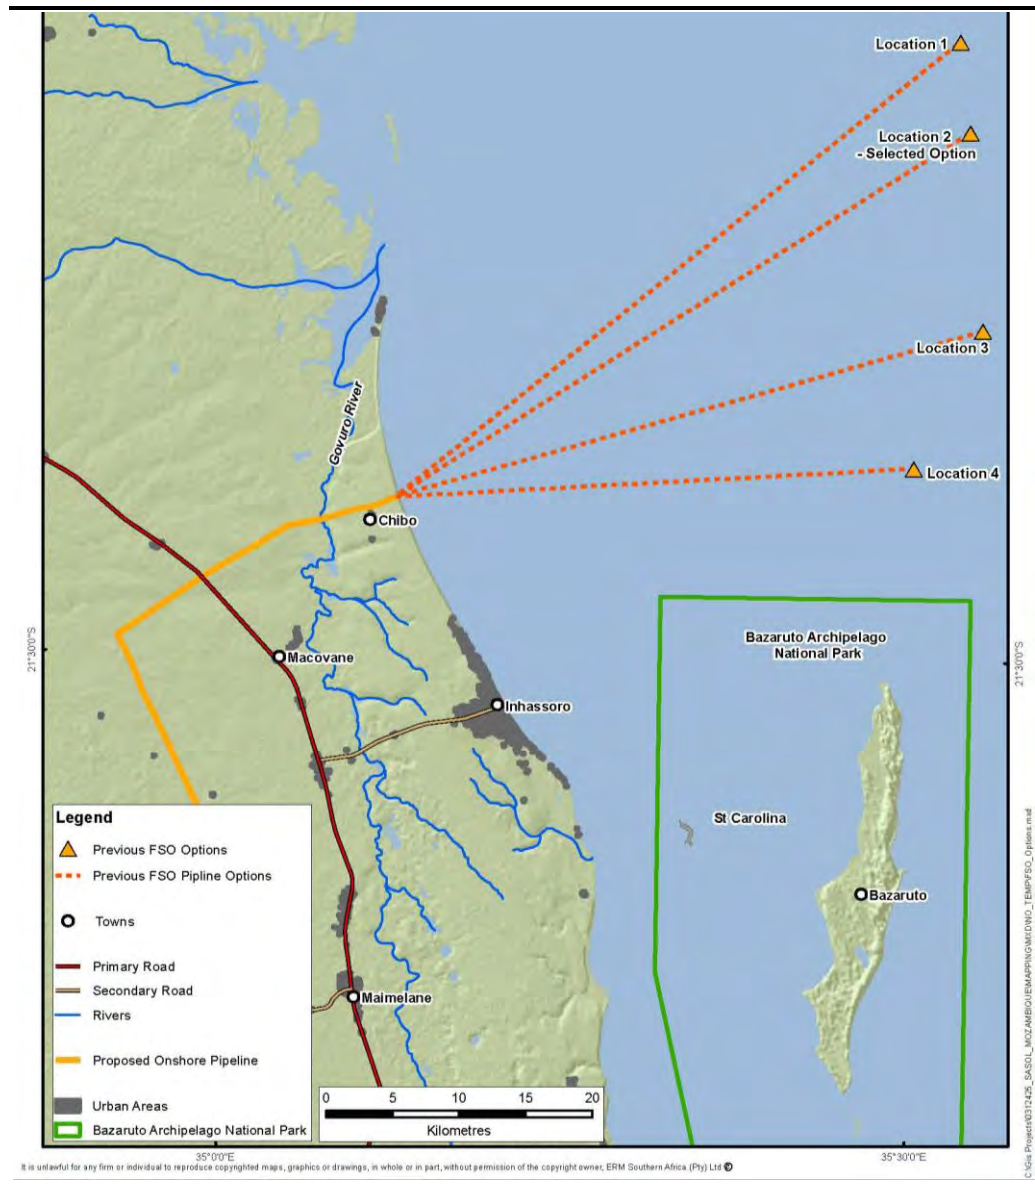 Location 1
Location 2
- Selected Option
Location 3
Location 4
Govuro River
Chibo
Macovane
Inhassoro
Maimelane
Bazaruto Archipelago
National Park
St Carolina
Bazaruto
21°30'0"S
21°30'0"S
Legend
Previous FSO Options
Previous FSO Pipline Options
Towns
Primary Road
Secondary Road
Rivers
Proposed Onshore Pipeline
Urban Areas
Bazaruto Archipelago National Park
0 5 10 15 20
Kilometres
35°0'0"E
35°30'0"E
It is unlawful for any firm or individual to reproduce copyrighted maps, graphics or drawings, in whole or in part, without permission of the copyright owner, ERM Southern Africa (Pty) Ltd ©